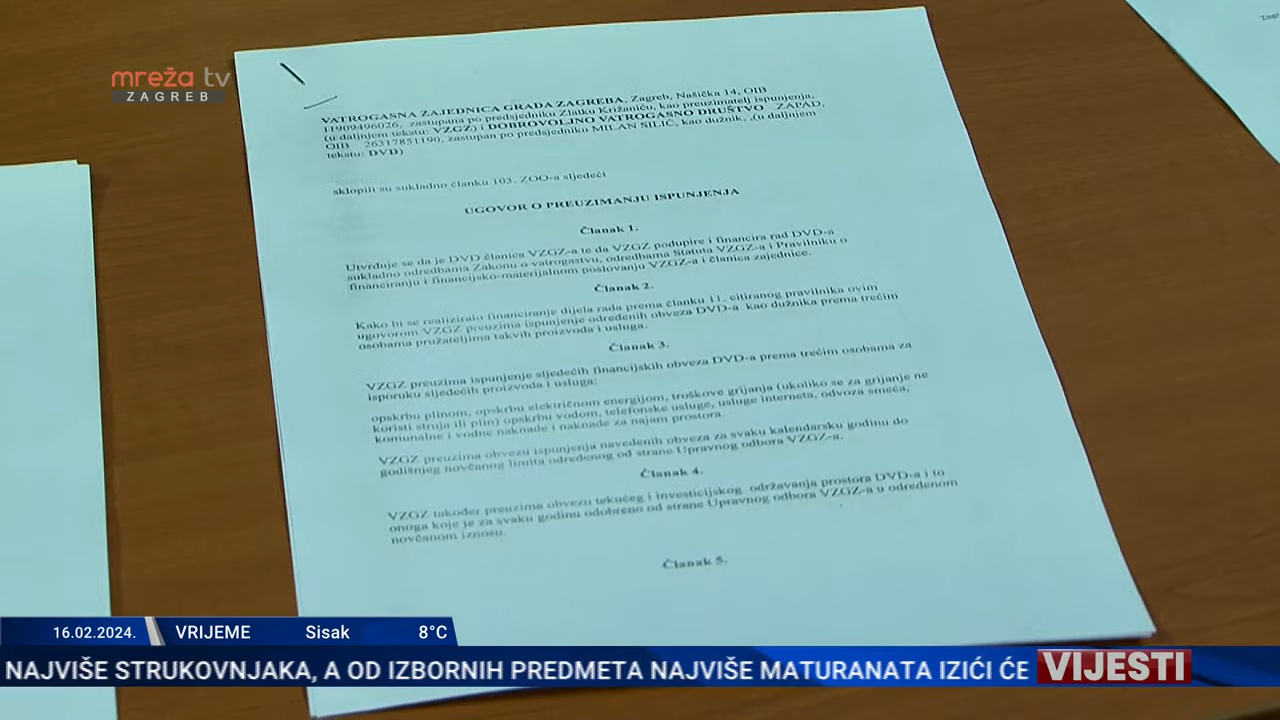 mreža tv
ZAGREB
VATROGASNA ZAJEDNICA GRADA ZAGREBA, Zagreb, Našička 14, OIB
11909496026, zastupana po predsjedniku Zlatku Križaniću, kao preuzimatelj ispunjenja,
(u daljnjem tekstu: VZGZ) i DOBROVOLJNO VATROGASNO DRUŠTVO ZAPAD,
OIB 26317851190, zastupan po predsjedniku MILAN SILIĆ, kao dužnik, ,(u daljnjem
tekstu: DVD)
sklopili su sukladno članku 103. ZOO-a sljedeći
UGOVOR O PREUZIMANJU ISPUNJENJA
Članak 1.
Utvrđuje se da je DVD članica VZGZ-a te da VZGZ podupire i financira rad DVD-a
sukladno odredbama Zakonu o vatrogastvu, odredbama Statuta VZGZ-a i Pravilniku o
financiranju i financijsko-materijalnom poslovanju VZGZ-a i članica zajednice.
Članak 2.
Kako bi se realiziralo financiranje dijela rada prema članku 11. citiranog pravilnika ovim
ugovorom VZGZ preuzima ispunjenje određenih obveza DVD-a kao dužnika prema trećim
osobama pružateljima takvih proizvoda i usluga.
Članak 3.
VZGZ preuzima ispunjenje sljedećih financijskih obveza DVD-a prema trećim osobama za
isporuku sljedećih proizvoda i usluga:
opskrbu plinom, opskrbu električnom energijom, troškove grijanja (ukoliko se za grijanje ne
koristi struja ili plin) opskrbu vodom, telefonske usluge, usluge interneta, odvoza smeća,
komunalne i vodne naknade i naknade za najam prostora.
VZGZ preuzima obvezu ispunjenja navedenih obveza za svaku kalendarsku godinu do
godišnjeg novčanog limita određenog od strane Upravnog odbora VZGZ-a.
Članak 4.
VZGZ također preuzima obvezu tekućeg i investicijskog održavanja prostora DVD-a i to
onoga koje je za svaku godinu odobreno od strane Upravnog odbora VZGZ-a u određenom
novčanom iznosu.
Članak 5.
16.02.2024. VRIJEME Sisak 8°C
NAJVIŠE STRUKOVNJAKA, A OD IZBORNIH PREDMETA NAJVIŠE MATURANATA IZIĆI ĆE VIJESTI